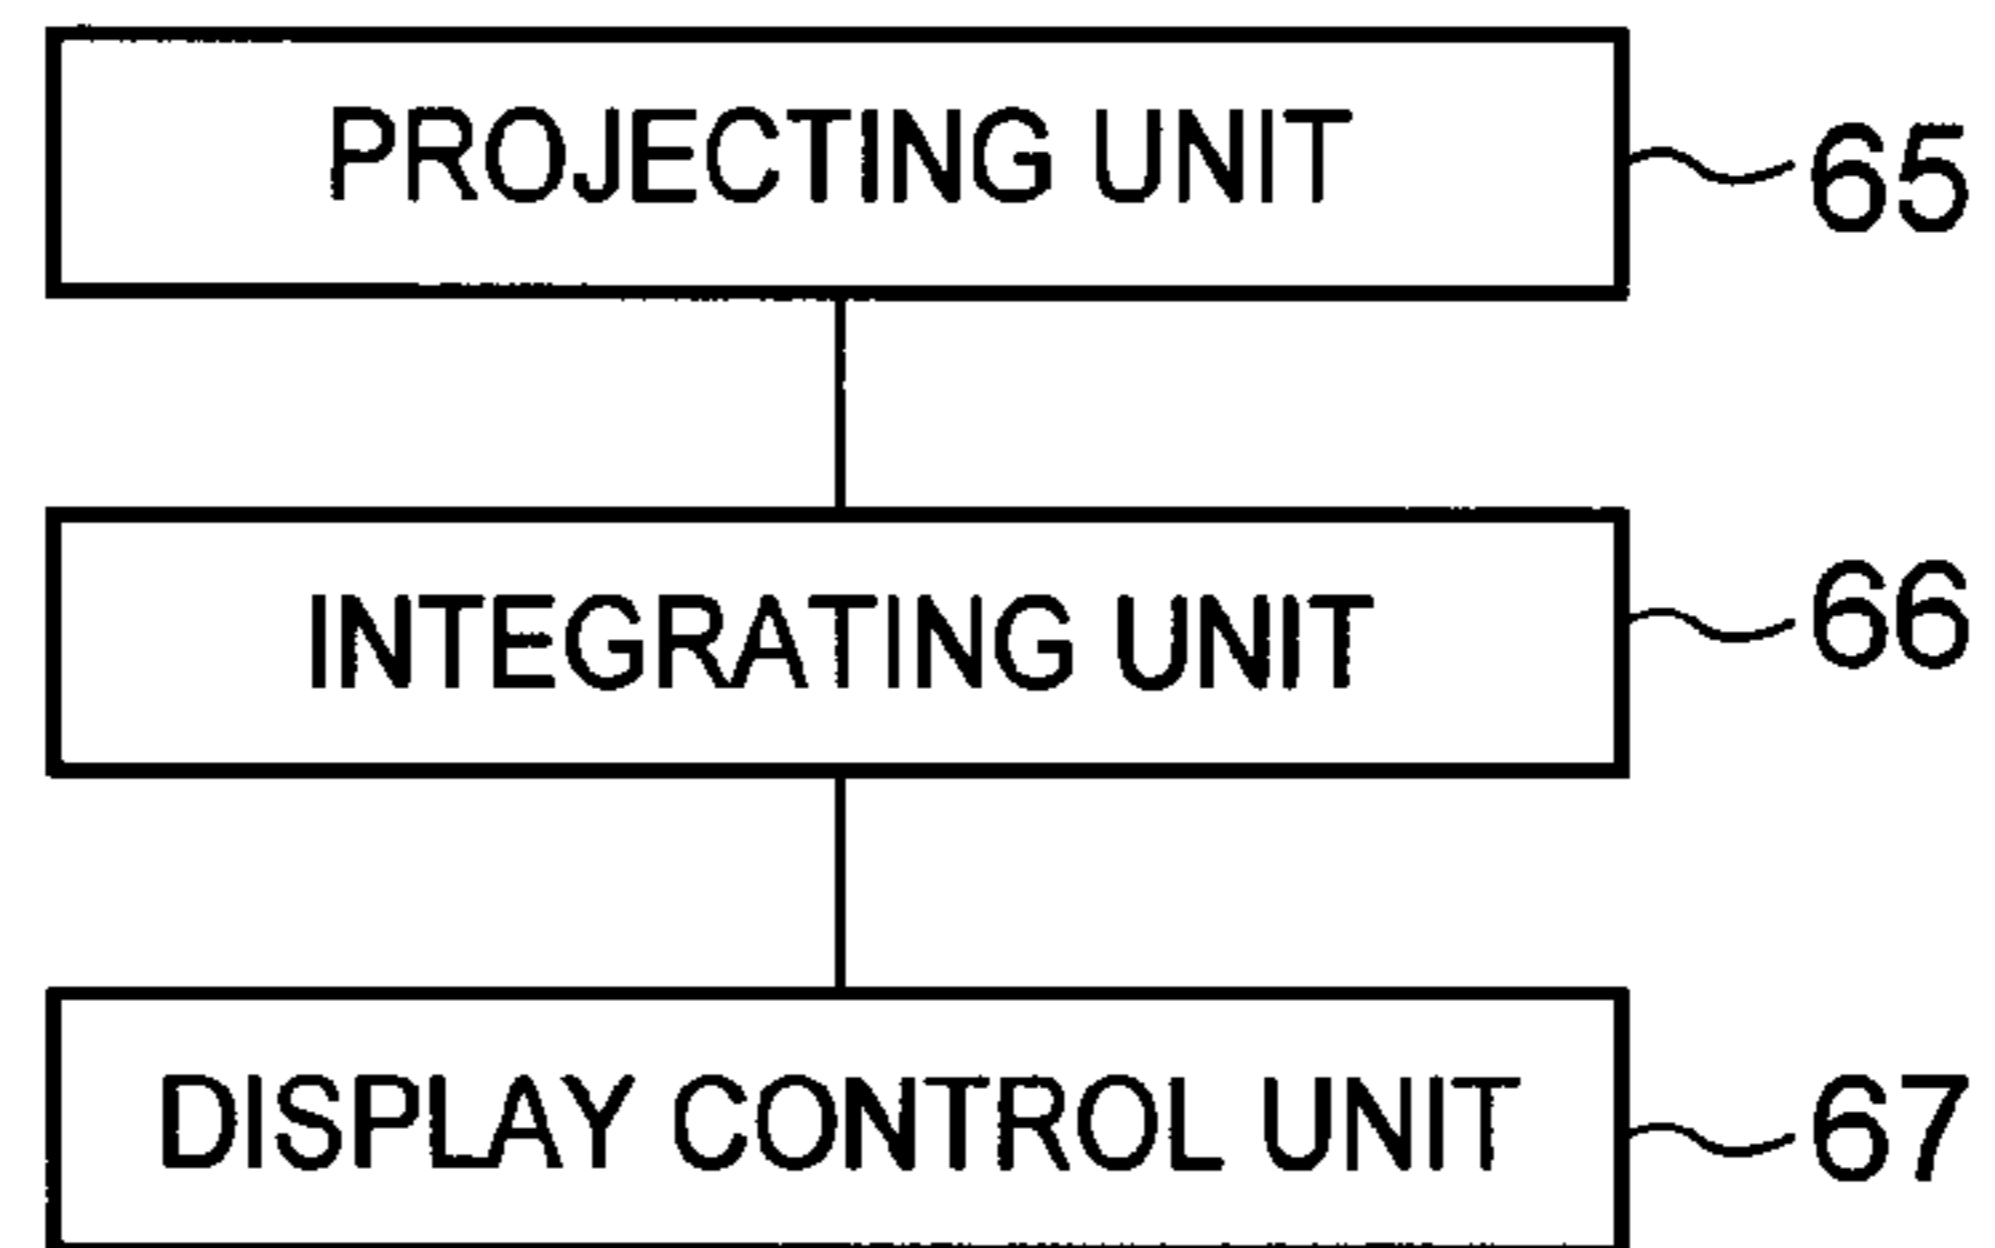 PROJECTING UNIT 65
INTEGRATING UNIT 66
DISPLAY CONTROL UNIT 67